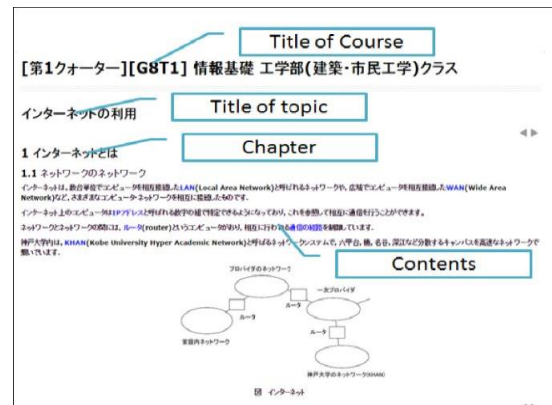 Title of Course
[第1クォーター][G8T1] 情報基礎 工学部(建築・市民工学)クラス
Title of topic
インターネットの利用
Chapter
1 インターネットとは
1.1 ネットワークのネットワーク
インターネットは、数台単位でコンピュータを相互接続したLAN(Local Area Network)と呼ばれるネットワークや、広域でコンピュータを相互接続したWAN(Wide Area
Network)など、さまざまなコンピューターネットワークを相互に接続したものです。
インターネット上のコンピュータはIPアドレスと呼ばれる数字の組で特定できるようになっており、これを参照して相互に通信を行うことができます。
ネットワークとネットワークの間には、ルータ(router)というコンピュータがあり、相互に行われる通信の経路を制御しています。
神戸大学内は、KHAN(Kobe University Hyper Academic Network)と呼ばるネットワークシステムで、六甲台、楠、名谷、深江など分散するキャンパスを高速なネットワークで
繋いでいます。
Contents
プロバイダのネットワーク
一次プロバイダ
ルータ
ルータ
ルータ
家庭内ネットワーク
神戸大学のネットワーク(KHAN)
図 インターネット